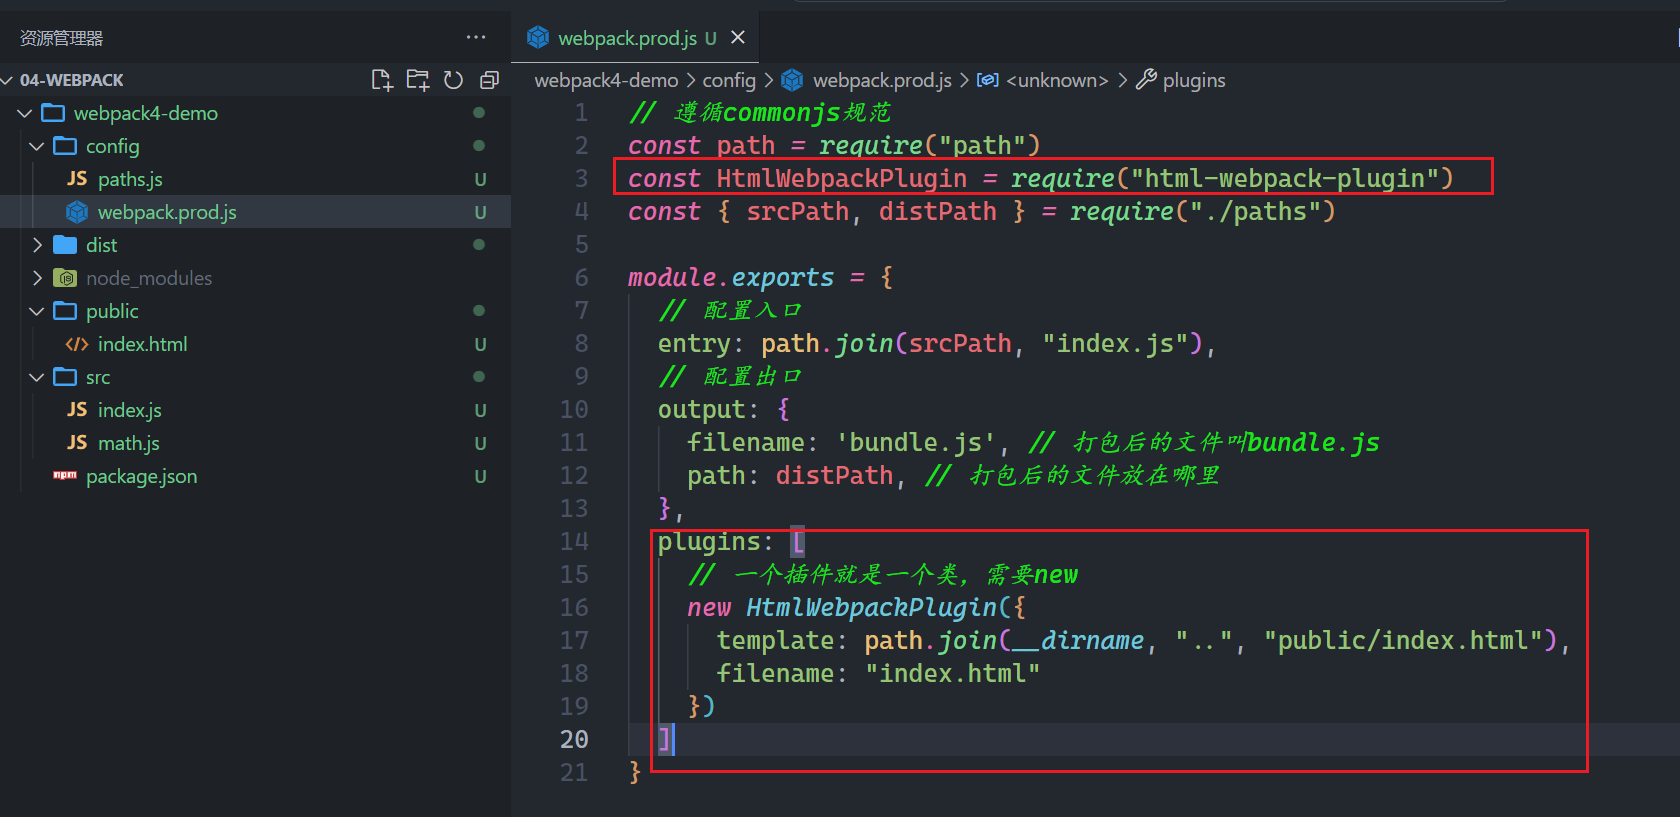 资源管理器
webpack.prod.js U
04-WEBPACK
webpack4-demo > config > webpack.prod.js > <unknown> > plugins
webpack4-demo
config
JS paths.js U
webpack.prod.js U
dist
node_modules
public
</> index.html U
src
JS index.js U
JS math.js U
npm package.json U
1 // 遵循commonjs规范
2 const path = require("path")
3 const HtmlWebpackPlugin = require("html-webpack-plugin")
4 const { srcPath, distPath } = require("./paths")
5
6 module.exports = {
7 // 配置入口
8 entry: path.join(srcPath, "index.js"),
9 // 配置出口
10 output: {
11 filename: 'bundle.js', // 打包后的文件叫bundle.js
12 path: distPath, // 打包后的文件放在哪里
13 },
14 plugins: [
15 // 一个插件就是一个类，需要new
16 new HtmlWebpackPlugin({
17 template: path.join(__dirname, "..", "public/index.html"),
18 filename: "index.html"
19 })
20 ]
21 }